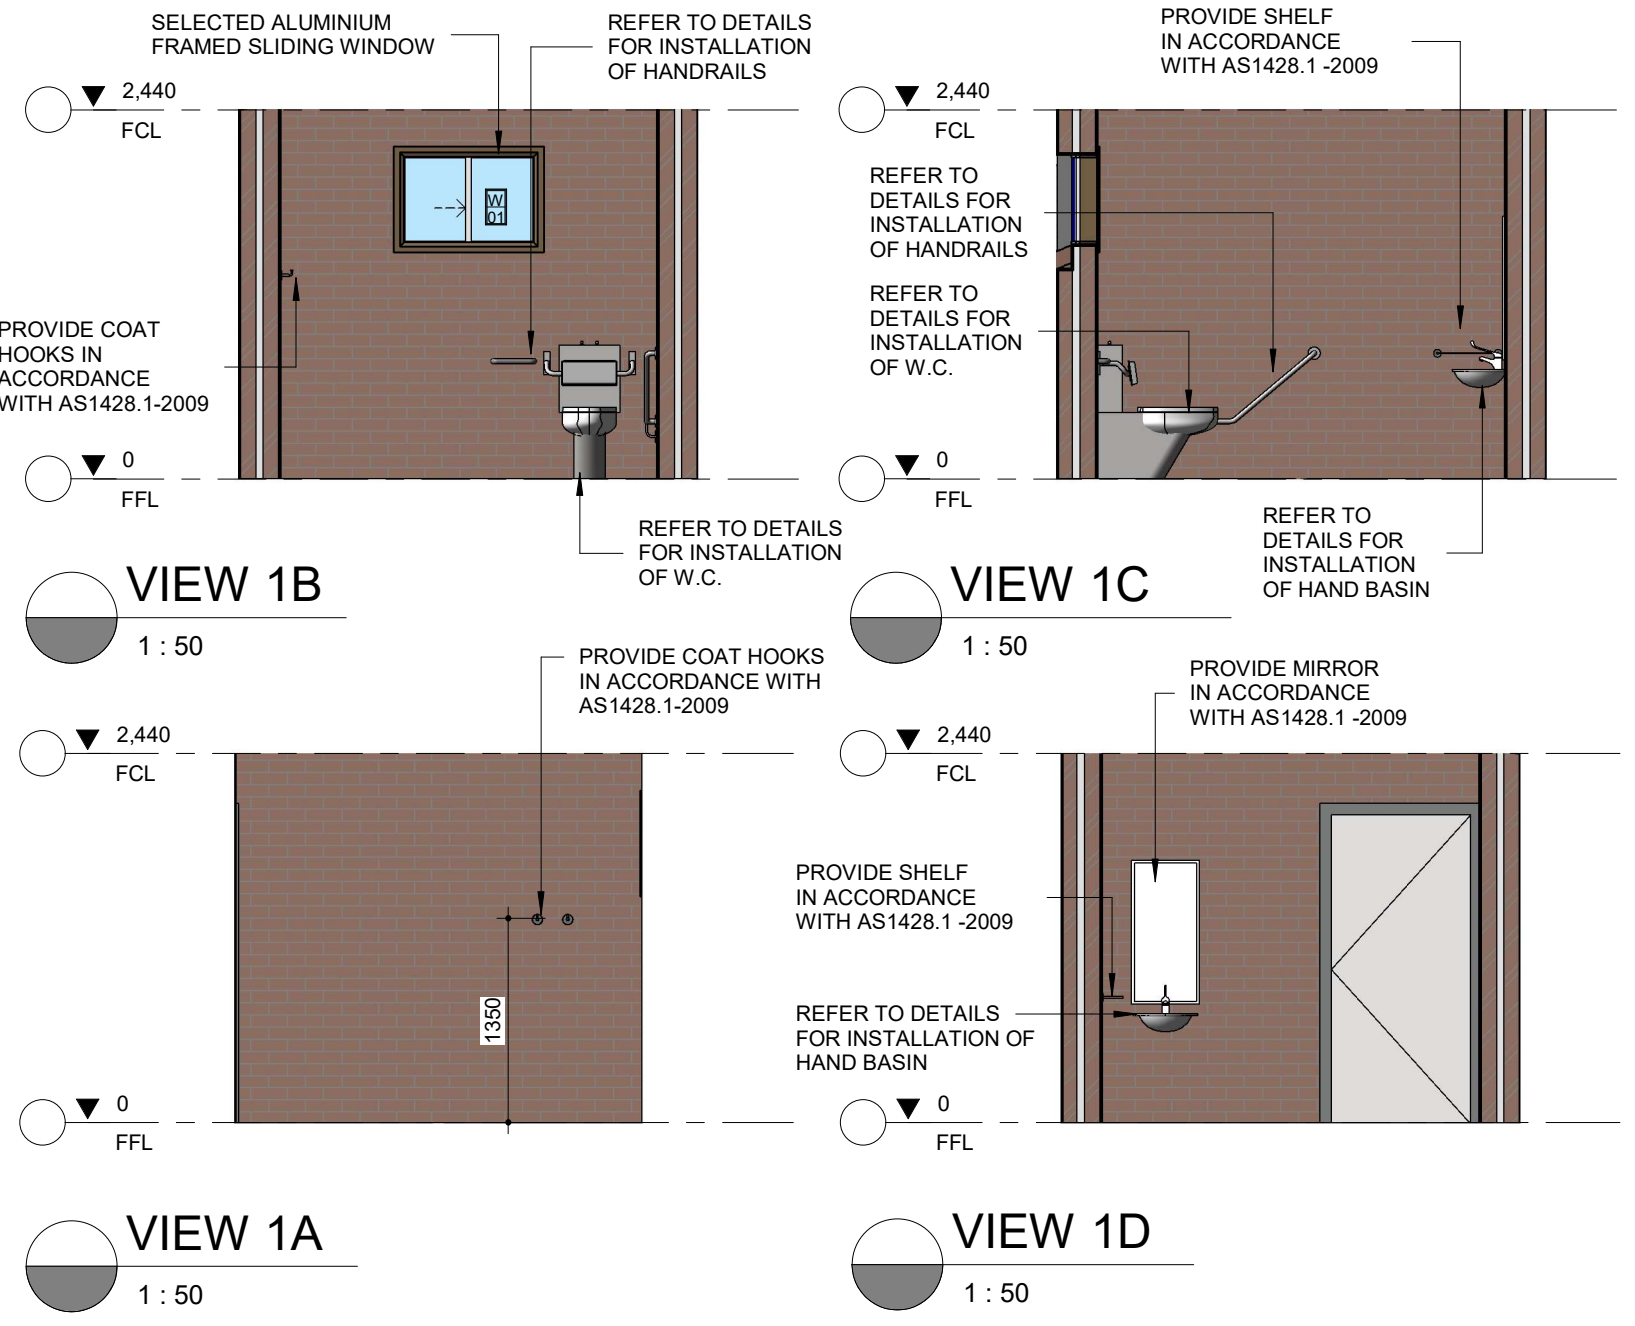 SELECTED ALUMINIUM
FRAMED SLIDING WINDOW
REFER TO DETAILS
FOR INSTALLATION
OF HANDRAILS
2,440
FCL
W
01
PROVIDE COAT
HOOKS IN
ACCORDANCE
WITH AS1428.1-2009
0
FFL
REFER TO DETAILS
FOR INSTALLATION
OF W.C.
VIEW 1B
1 : 50
PROVIDE SHELF
IN ACCORDANCE
WITH AS1428.1 -2009
2,440
FCL
REFER TO
DETAILS FOR
INSTALLATION
OF HANDRAILS
REFER TO
DETAILS FOR
INSTALLATION
OF W.C.
0
FFL
REFER TO
DETAILS FOR
INSTALLATION
OF HAND BASIN
VIEW 1C
1 : 50
PROVIDE COAT HOOKS
IN ACCORDANCE WITH
AS1428.1-2009
2,440
FCL
1350
0
FFL
VIEW 1A
1 : 50
PROVIDE MIRROR
IN ACCORDANCE
WITH AS1428.1 -2009
2,440
FCL
PROVIDE SHELF
IN ACCORDANCE
WITH AS1428.1 -2009
REFER TO DETAILS
FOR INSTALLATION OF
HAND BASIN
0
FFL
VIEW 1D
1 : 50